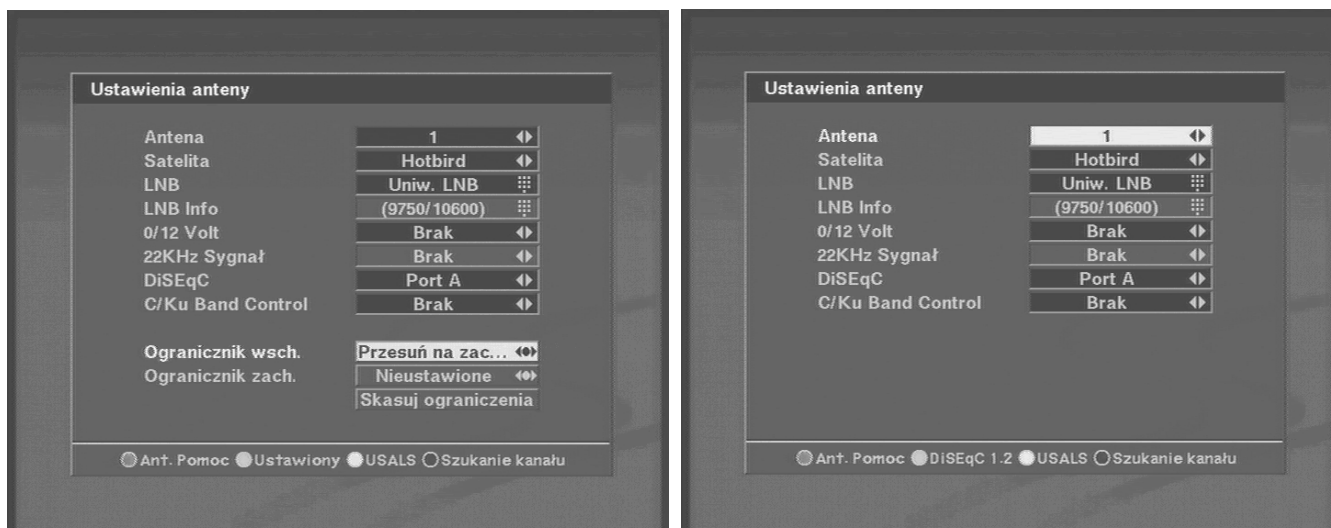 Ustawienia anteny
Antena 1
Satelita Hotbird
LNB Uniw. LNB
LNB Info (9750/10600)
0/12 Volt Brak
22KHz Sygnał Brak
DiSEqC Port A
C/Ku Band Control Brak
Ogranicznik wsch. Przesuń na zac...
Ogranicznik zach. Nieustawione
Skasuj ograniczenia
Ant. Pomoc Ustawiony USALS Szukanie kanału
Ustawienia anteny
Antena 1
Satelita Hotbird
LNB Uniw. LNB
LNB Info (9750/10600)
0/12 Volt Brak
22KHz Sygnał Brak
DiSEqC Port A
C/Ku Band Control Brak
Ant. Pomoc DiSEqC 1.2 USALS Szukanie kanału